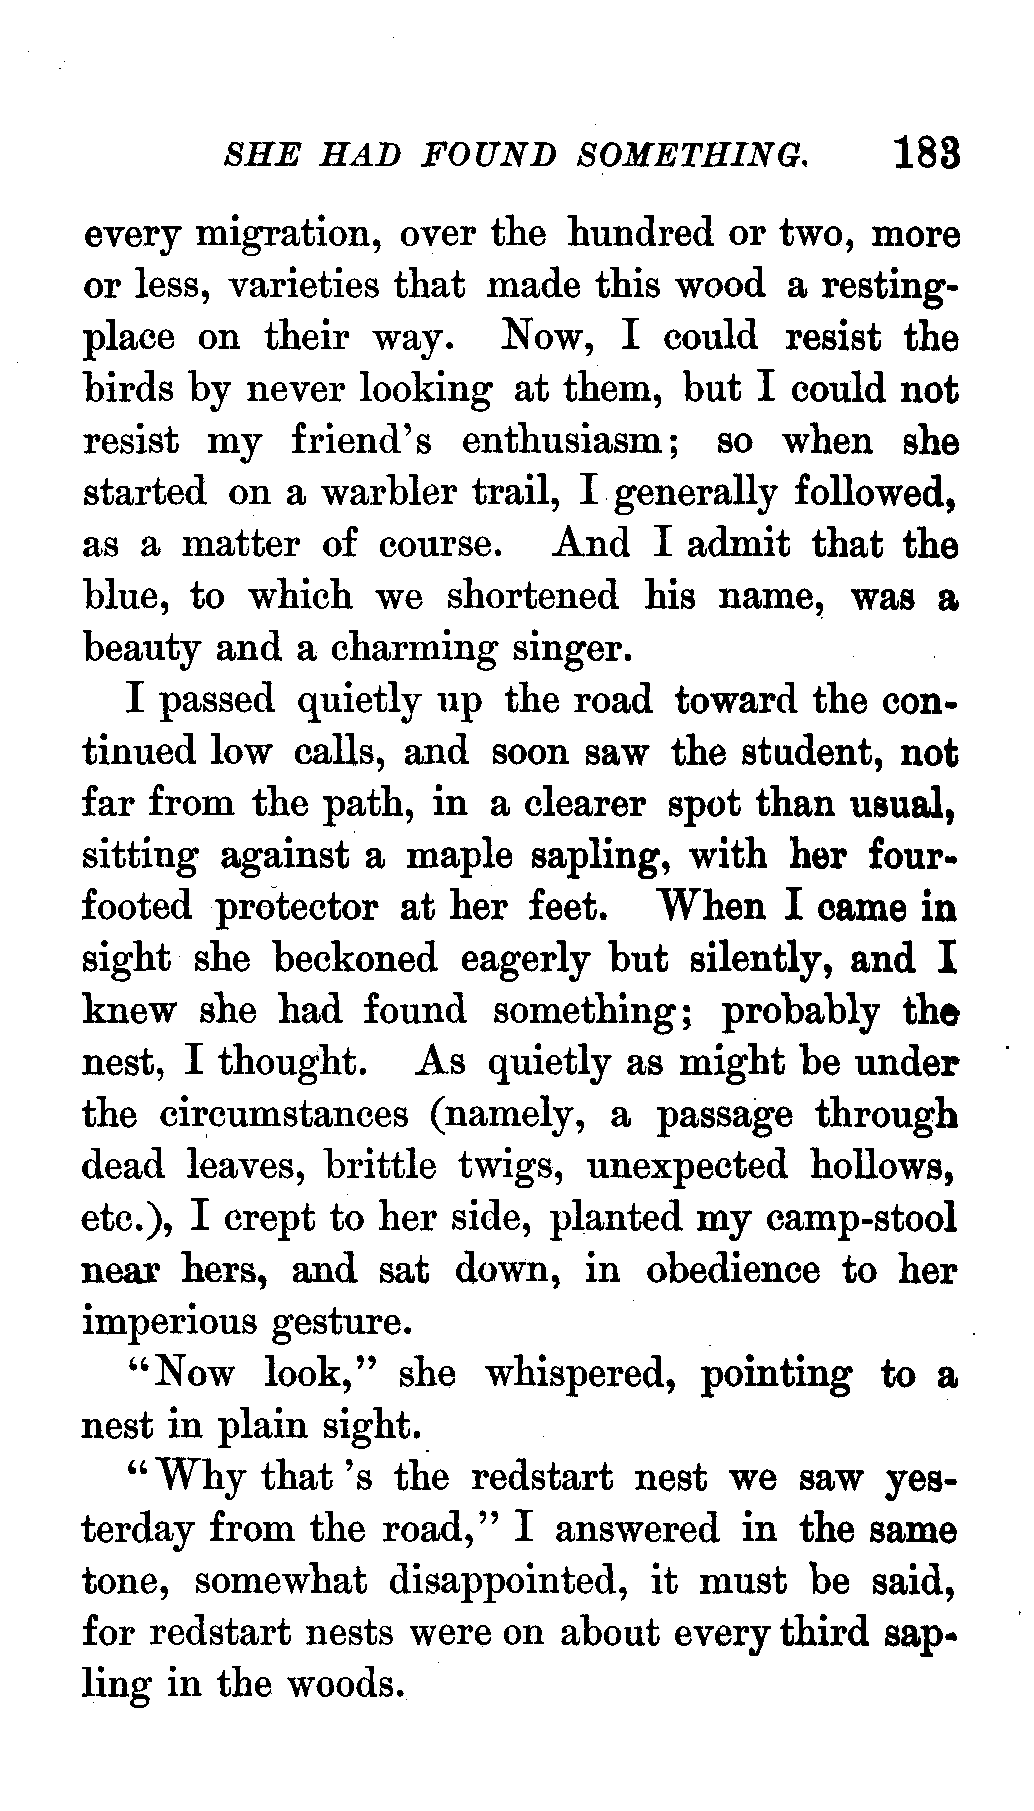 SHE HAD FOUND SOMETHING. 183
every migration, over the hundred or two, more
or less, varieties that made this wood a resting-
place on their way. Now, I could resist the
birds by never looking at them, but I could not
resist my friend's enthusiasm; so when she
started on a warbler trail, I generally followed,
as a matter of course. And I admit that the
blue, to which we shortened his name, was a
beauty and a charming singer.
I passed quietly up the road toward the con-
tinued low calls, and soon saw the student, not
far from the path, in a clearer spot than usual,
sitting against a maple sapling, with her four-
footed protector at her feet. When I came in
sight she beckoned eagerly but silently, and I
knew she had found something; probably the
nest, I thought. As quietly as might be under
the circumstances (namely, a passage through
dead leaves, brittle twigs, unexpected hollows,
etc.), I crept to her side, planted my camp-stool
near hers, and sat down, in obedience to her
imperious gesture.
"Now look," she whispered, pointing to a
nest in plain sight.
"Why that 's the redstart nest we saw yes-
terday from the road," I answered in the same
tone, somewhat disappointed, it must be said,
for redstart nests were on about every third sap-
ling in the woods.